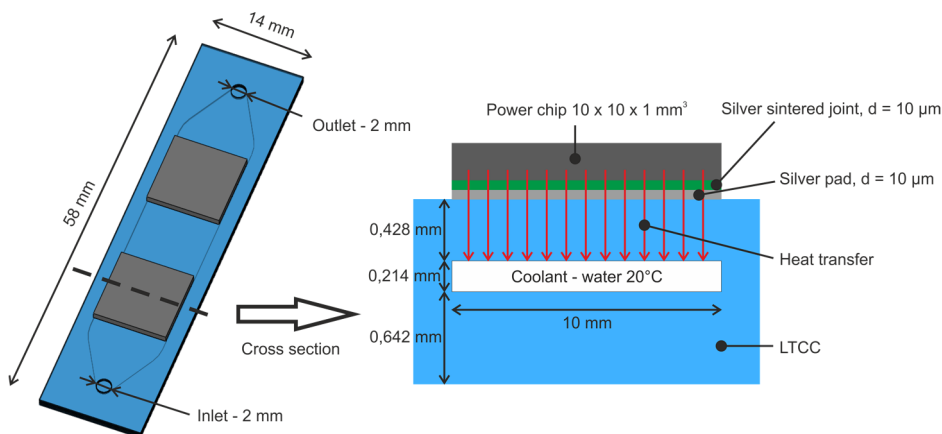 14 mm
58 mm
Outlet - 2 mm
Inlet - 2 mm
Cross section
Power chip 10 x 10 x 1 mm³
Silver sintered joint, d = 10 µm
Silver pad, d = 10 µm
0,428 mm
Heat transfer
0,214 mm
Coolant - water 20°C
10 mm
0,642 mm
LTCC